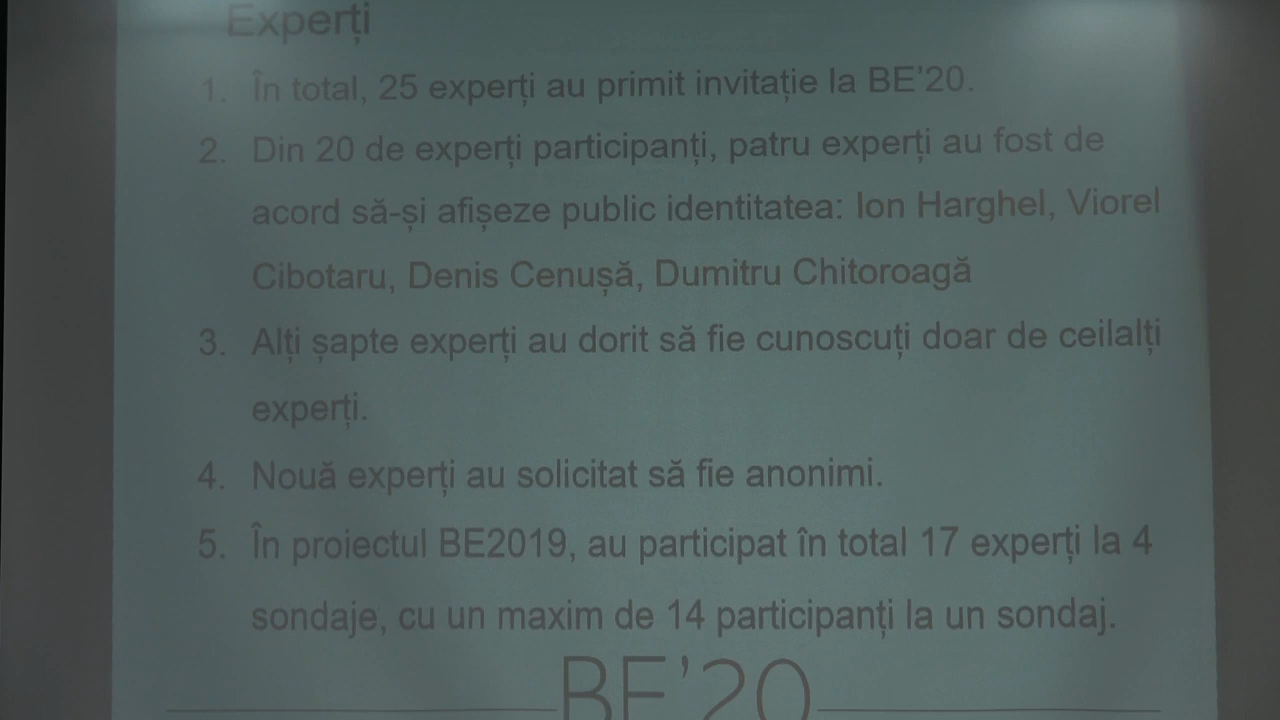 Experți
1. În total, 25 experți au primit invitație la BE’20.
2. Din 20 de experți participanți, patru experți au fost de
acord să-și afișeze public identitatea: Ion Harghel, Viorel
Cibotaru, Denis Cenușă, Dumitru Chitoroagă
3. Alți șapte experți au dorit să fie cunoscuți doar de ceilalți
experți.
4. Nouă experți au solicitat să fie anonimi.
5. În proiectul BE2019, au participat în total 17 experți la 4
sondaje, cu un maxim de 14 participanți la un sondaj.
BE’20